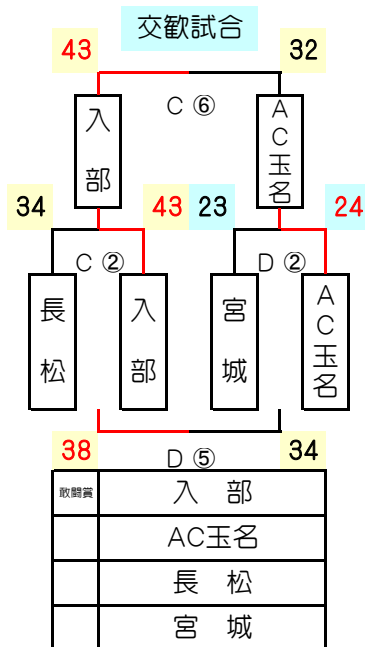 交歓試合
43 32
C ⑥
入部
AC玉名
34 43 23 24
C ② D ②
長松
入部
宮城
AC玉名
38 34
D ⑤
敢闘賞 入 部
AC玉名
長 松
宮 城